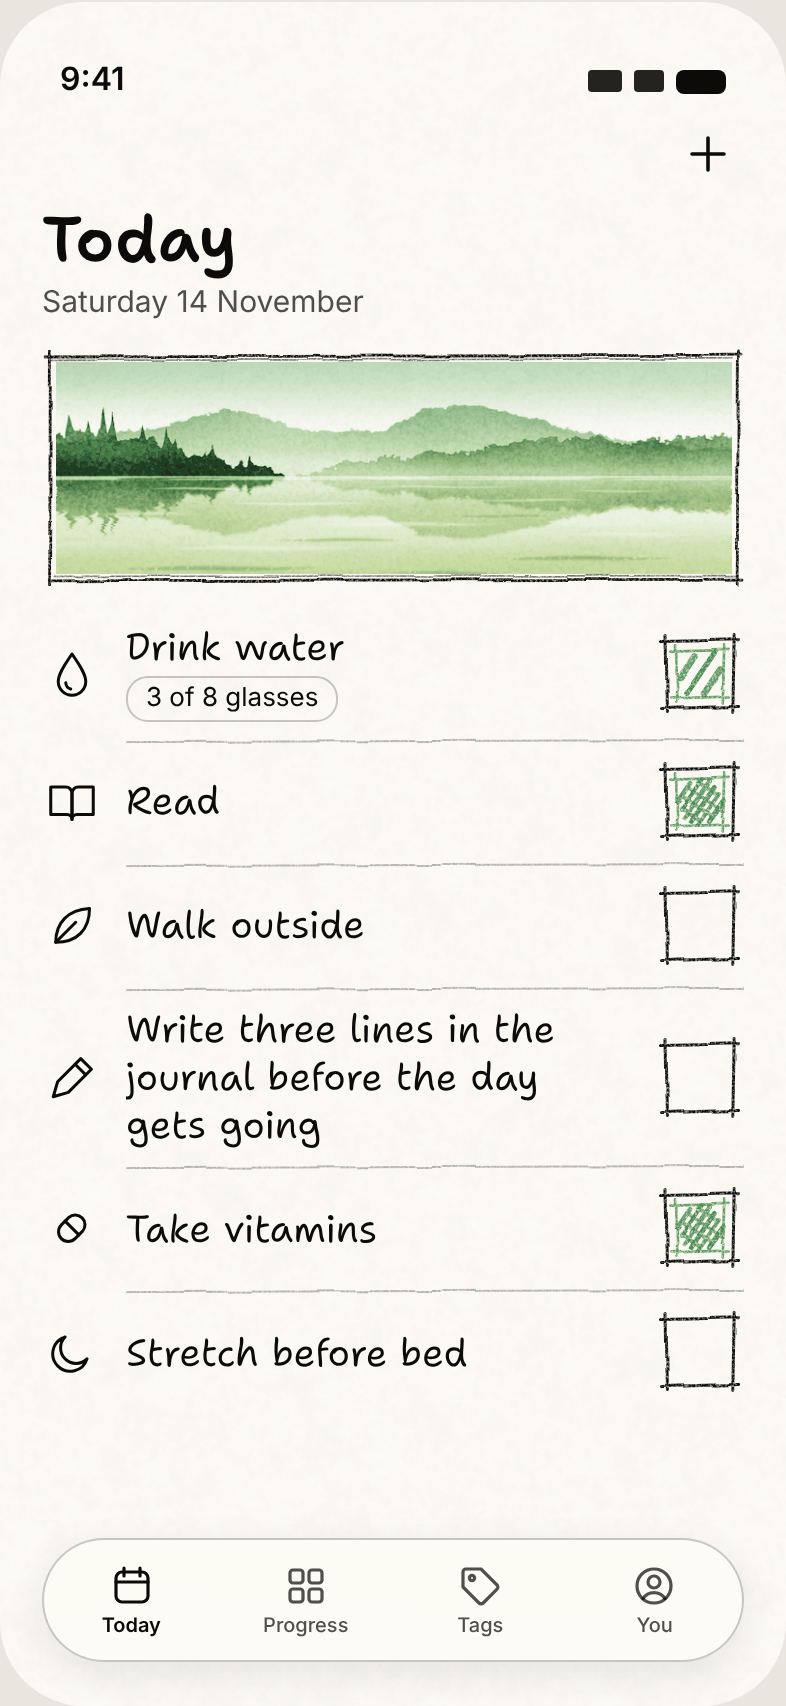 9:41
Today
Saturday 14 November
Drink water
3 of 8 glasses
Read
Walk outside
Write three lines in the
journal before the day
gets going
Take vitamins
Stretch before bed
Today
Progress
Tags
You